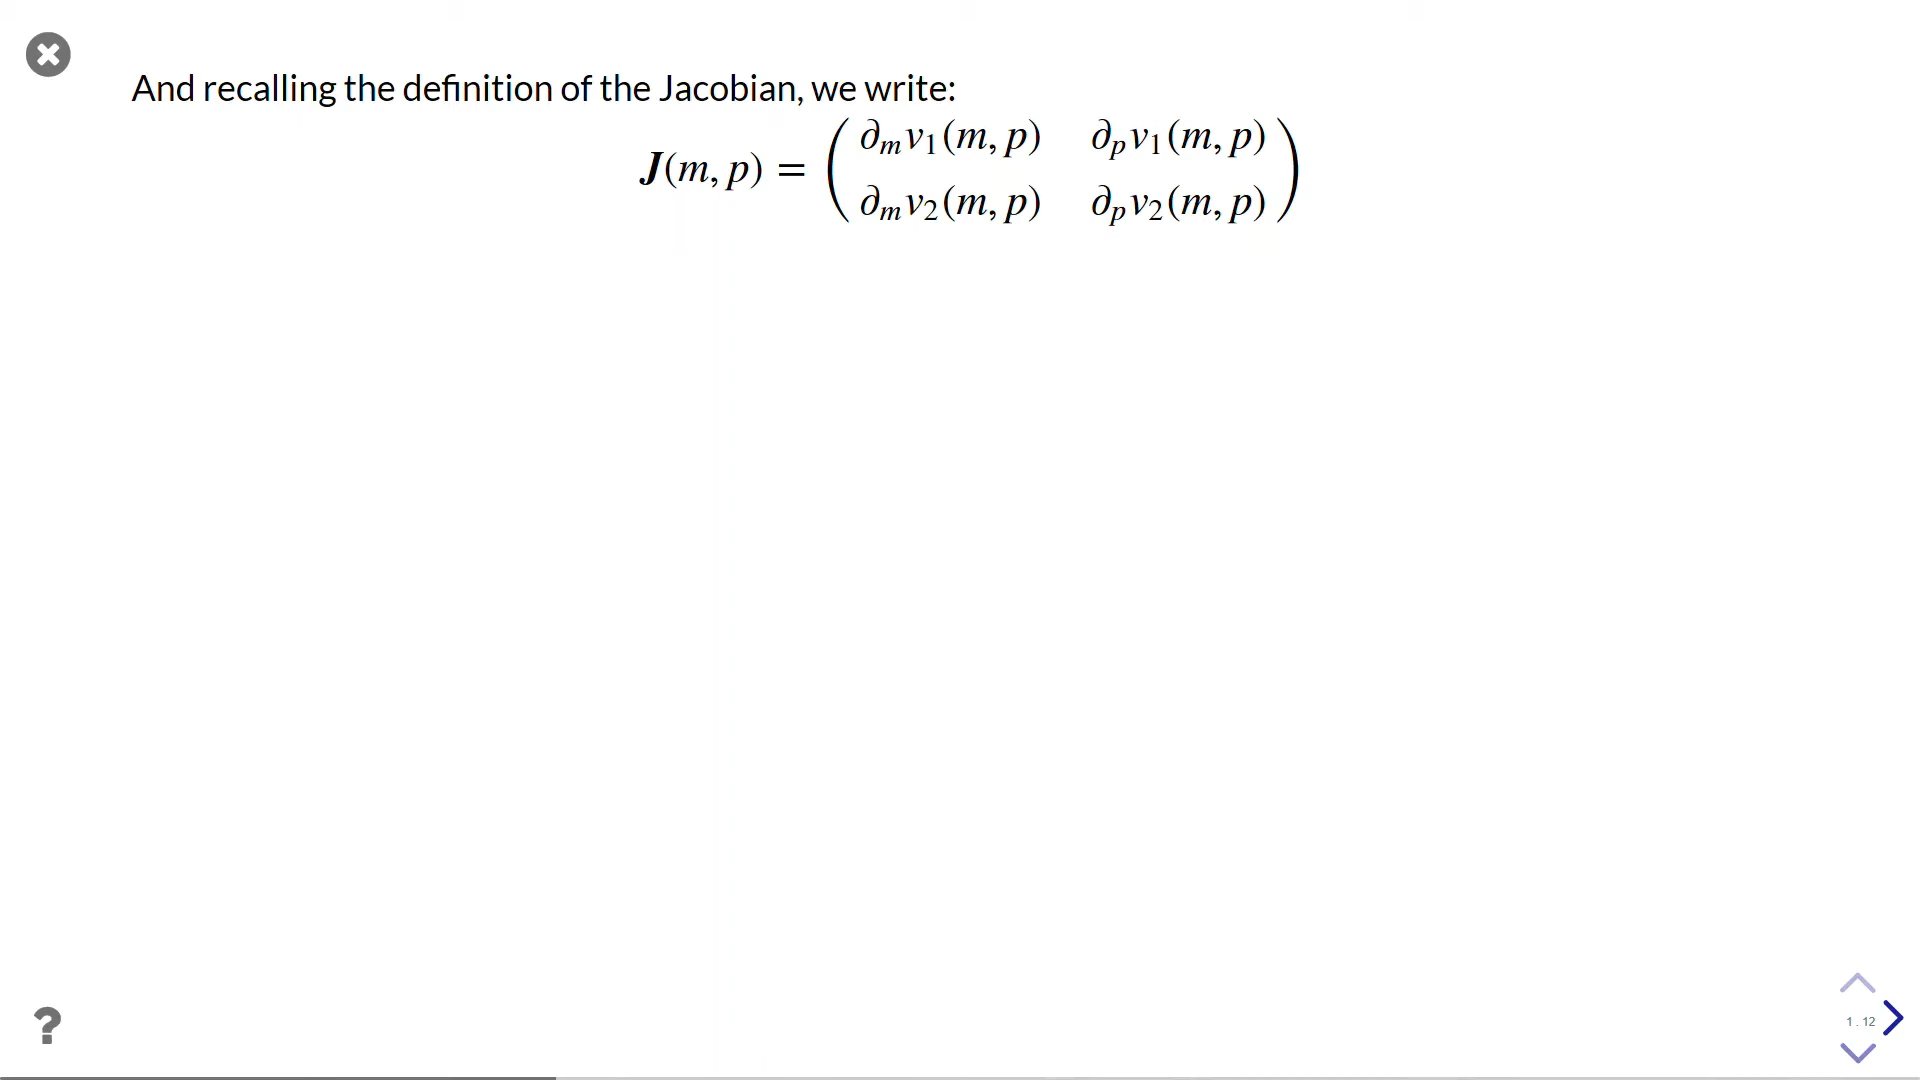 And recalling the definition of the Jacobian, we write:
J(m, p) = ( ∂ₘv₁(m, p) ∂ₚv₁(m, p)
∂ₘv₂(m, p) ∂ₚv₂(m, p) )
?
1 . 12